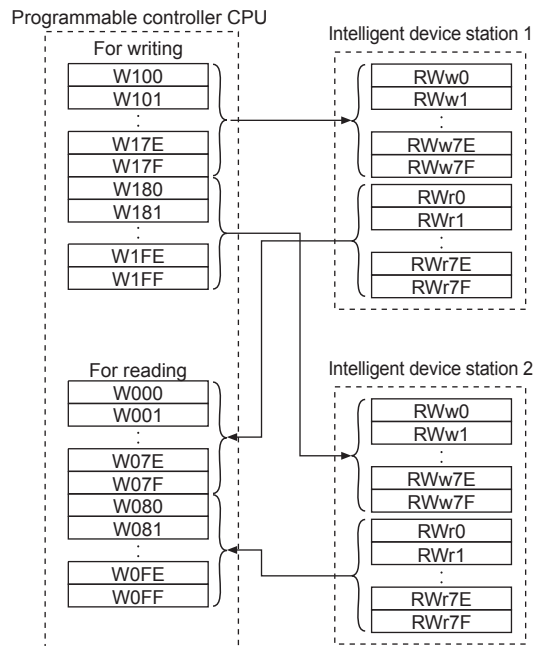 Programmable controller CPU
For writing
W100
W101
:
W17E
W17F
W180
W181
:
W1FE
W1FF
For reading
W000
W001
:
W07E
W07F
W080
W081
:
W0FE
W0FF
Intelligent device station 1
RWw0
RWw1
:
RWw7E
RWw7F
RWr0
RWr1
:
RWr7E
RWr7F
Intelligent device station 2
RWw0
RWw1
:
RWw7E
RWw7F
RWr0
RWr1
:
RWr7E
RWr7F